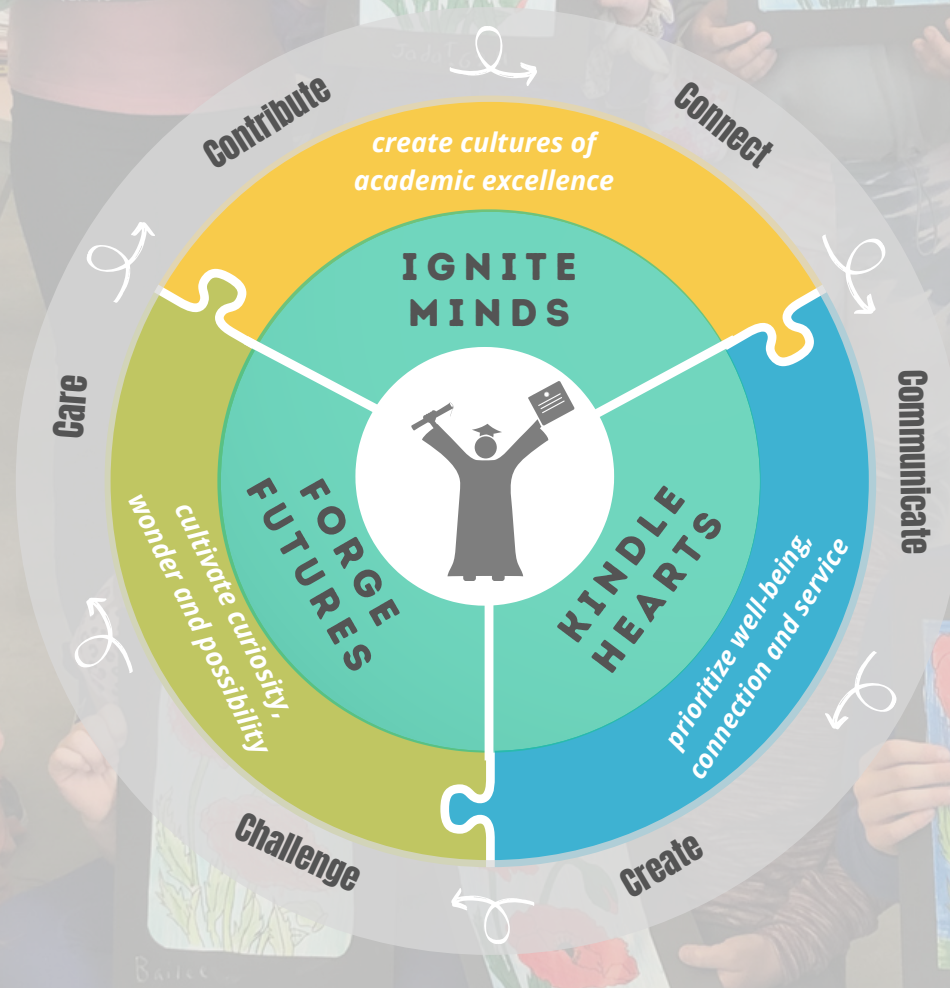 Contribute
Connect
Communicate
Create
Challenge
Care
create cultures of
academic excellence
IGNITE
MINDS
KINDLE
HEARTS
prioritize well-being,
connection and service
FORGE
FUTURES
cultivate curiosity,
wonder and possibility
Bailee